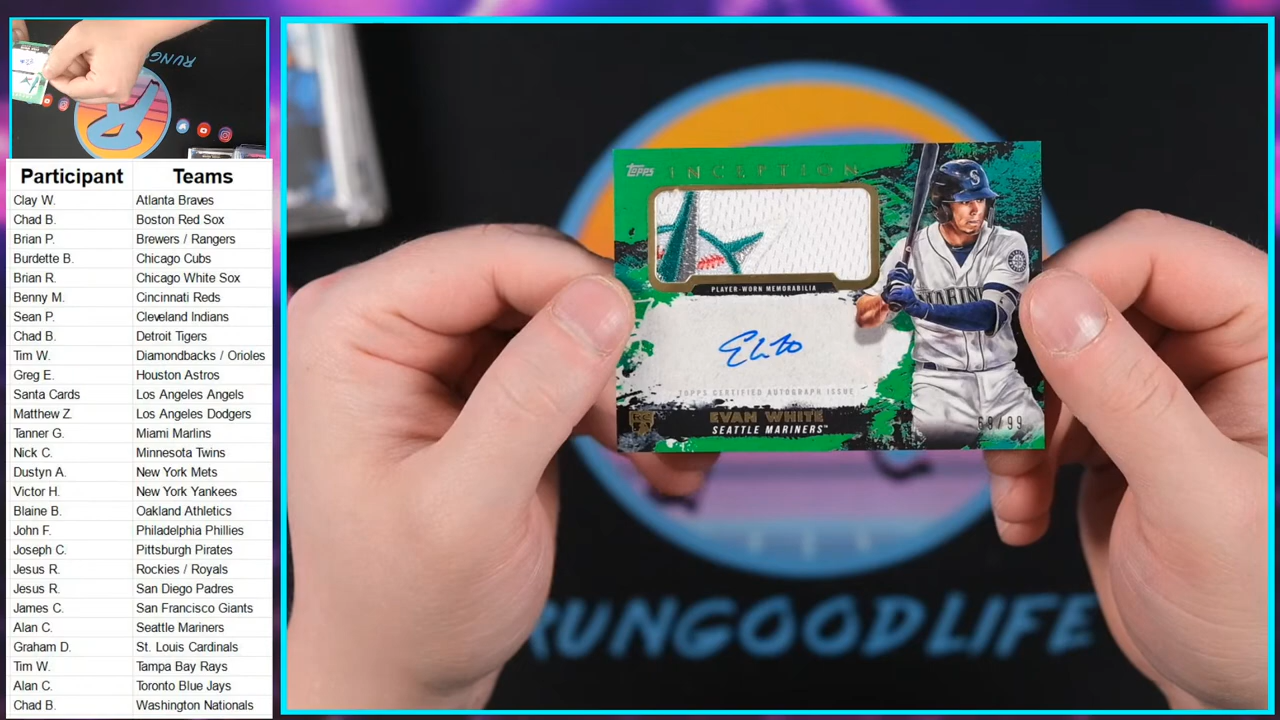 RUNGOOD
Participant Teams
Clay W. Atlanta Braves
Chad B. Boston Red Sox
Brian P. Brewers / Rangers
Burdette B. Chicago Cubs
Brian R. Chicago White Sox
Benny M. Cincinnati Reds
Sean P. Cleveland Indians
Chad B. Detroit Tigers
Tim W. Diamondbacks / Orioles
Greg E. Houston Astros
Santa Cards Los Angeles Angels
Matthew Z. Los Angeles Dodgers
Tanner G. Miami Marlins
Nick C. Minnesota Twins
Dustyn A. New York Mets
Victor H. New York Yankees
Blaine B. Oakland Athletics
John F. Philadelphia Phillies
Joseph C. Pittsburgh Pirates
Jesus R. Rockies / Royals
Jesus R. San Diego Padres
James C. San Francisco Giants
Alan C. Seattle Mariners
Graham D. St. Louis Cardinals
Tim W. Tampa Bay Rays
Alan C. Toronto Blue Jays
Chad B. Washington Nationals
TOPPS INCEPTION
PLAYER-WORN MEMORABILIA
TOPPS CERTIFIED AUTOGRAPH ISSUE
EVAN WHITE
SEATTLE MARINERS™
68/99
RUNGOODLIFE